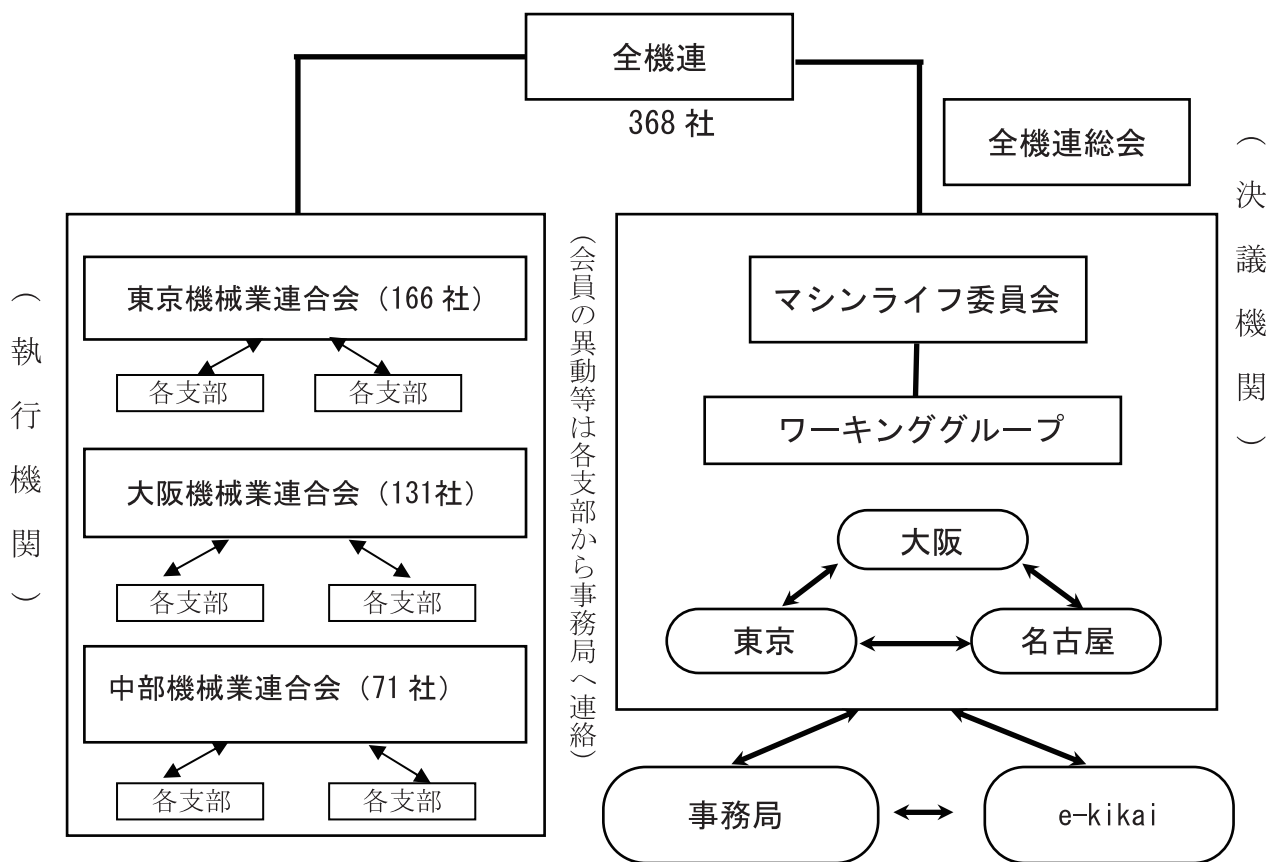 全機連
368 社
全機連総会
（決議機関）
（執行機関）
東京機械業連合会（166 社）
各支部
各支部
大阪機械業連合会（131社）
各支部
各支部
中部機械業連合会（71 社）
各支部
各支部
（会員の異動等は各支部から事務局へ連絡）
マシンライフ委員会
ワーキンググループ
大阪
東京
名古屋
事務局
e-kikai